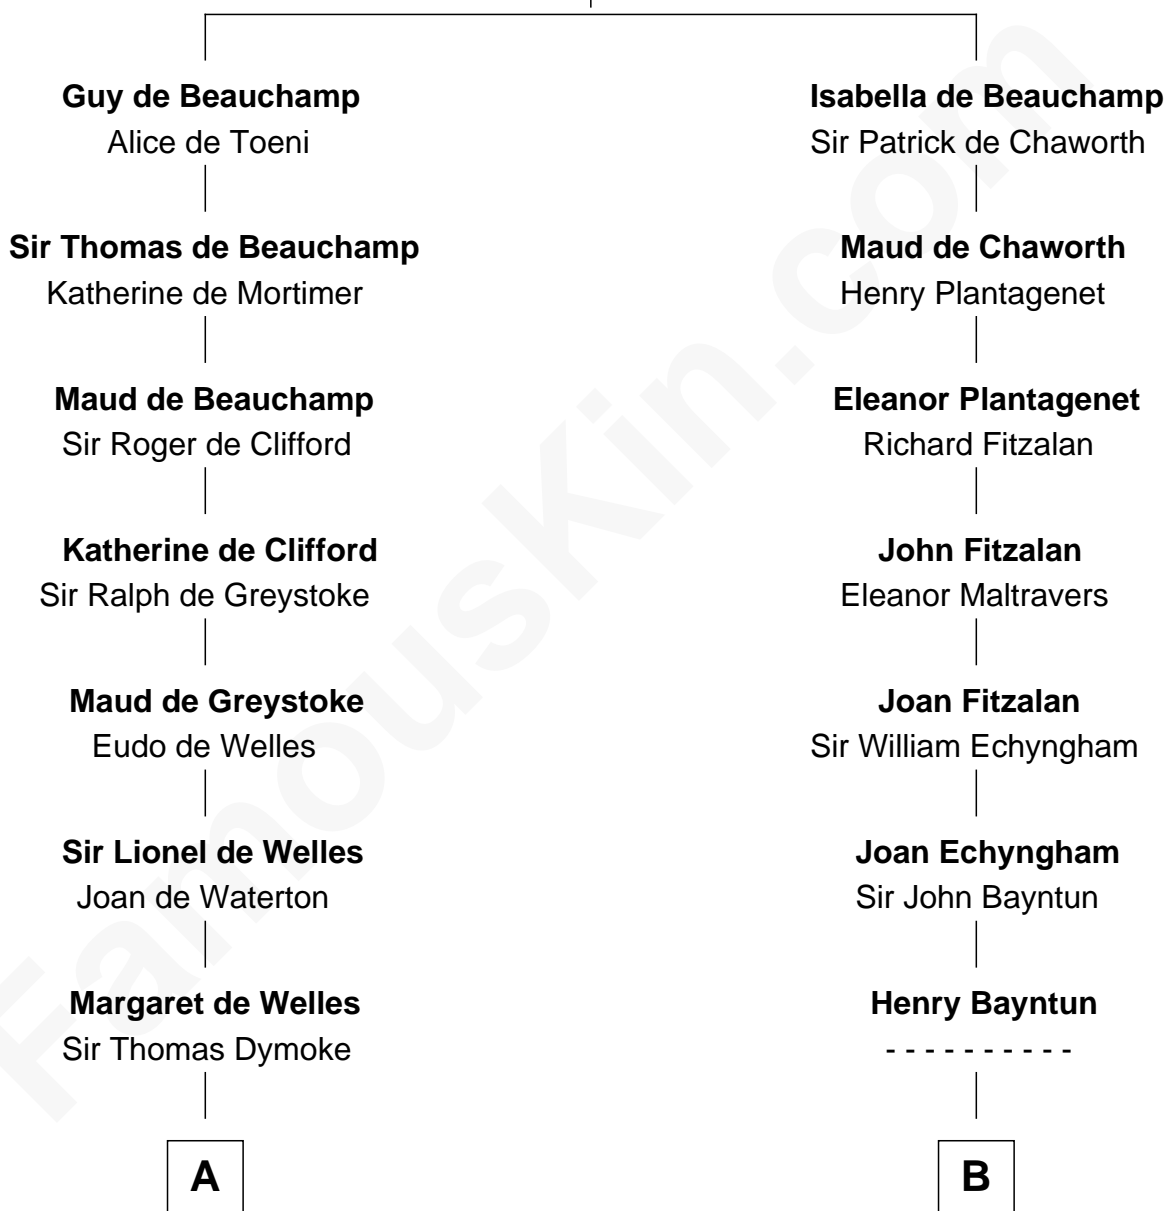 Guy de Beauchamp
Alice de Toeni
Isabella de Beauchamp
Sir Patrick de Chaworth
Sir Thomas de Beauchamp
Katherine de Mortimer
Maud de Chaworth
Henry Plantagenet
Maud de Beauchamp
Sir Roger de Clifford
Eleanor Plantagenet
Richard Fitzalan
Katherine de Clifford
Sir Ralph de Greystoke
John Fitzalan
Eleanor Maltravers
Maud de Greystoke
Eudo de Welles
Joan Fitzalan
Sir William Echyngham
Sir Lionel de Welles
Joan de Waterton
Joan Echyngham
Sir John Bayntun
Margaret de Welles
Sir Thomas Dymoke
Henry Bayntun
- - - - - - - - - -
A
B
FamousKin.com